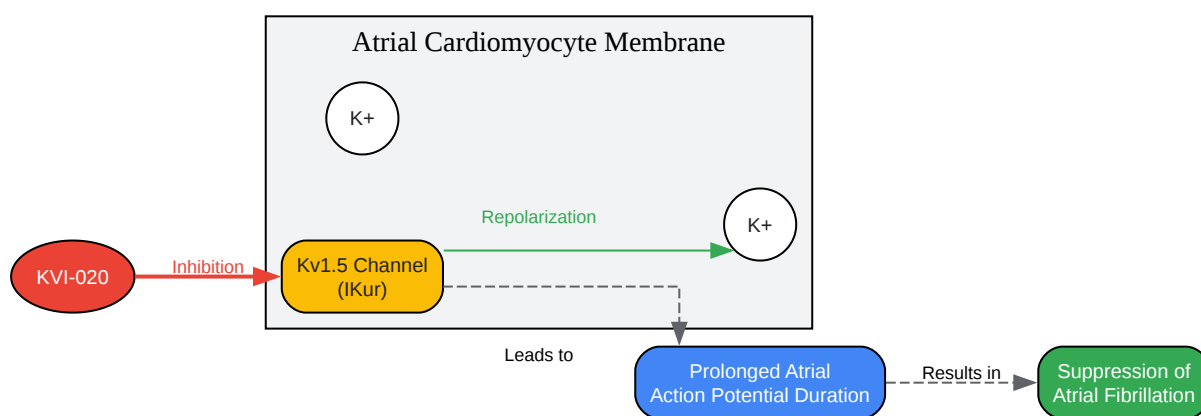 Atrial Cardiomyocyte Membrane
K+
Repolarization
K+
KVI-020
Inhibition
Kv1.5 Channel
(IKur)
Leads to
Prolonged Atrial
Action Potential Duration
Results in
Suppression of
Atrial Fibrillation